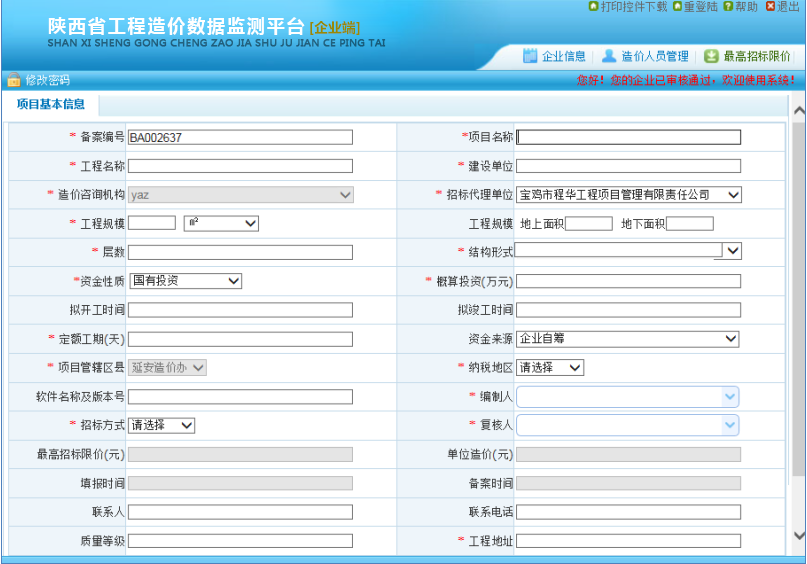 打印控件下载 重登陆 帮助 退出
陕西省工程造价数据监测平台 [企业端]
SHAN XI SHENG GONG CHENG ZAO JIA SHU JU JIAN CE PING TAI
企业信息 造价人员管理 最高招标限价
修改密码 您好！您的企业已审核通过，欢迎使用系统！
项目基本信息
* 备案编号 BA002637 *项目名称
* 工程名称 * 建设单位
* 造价咨询机构 yaz * 招标代理单位 宝鸡市程华工程项目管理有限责任公司
* 工程规模 ㎡ 工程规模 地上面积 地下面积
* 层数 * 结构形式
*资金性质 国有投资 * 概算投资(万元)
拟开工时间 拟竣工时间
* 定额工期(天) 资金来源 企业自筹
* 项目管辖区县 延安造价办 * 纳税地区 请选择
软件名称及版本号 * 编制人
* 招标方式 请选择 * 复核人
最高招标限价(元) 单位造价(元)
填报时间 备案时间
联系人 联系电话
质量等级 * 工程地址